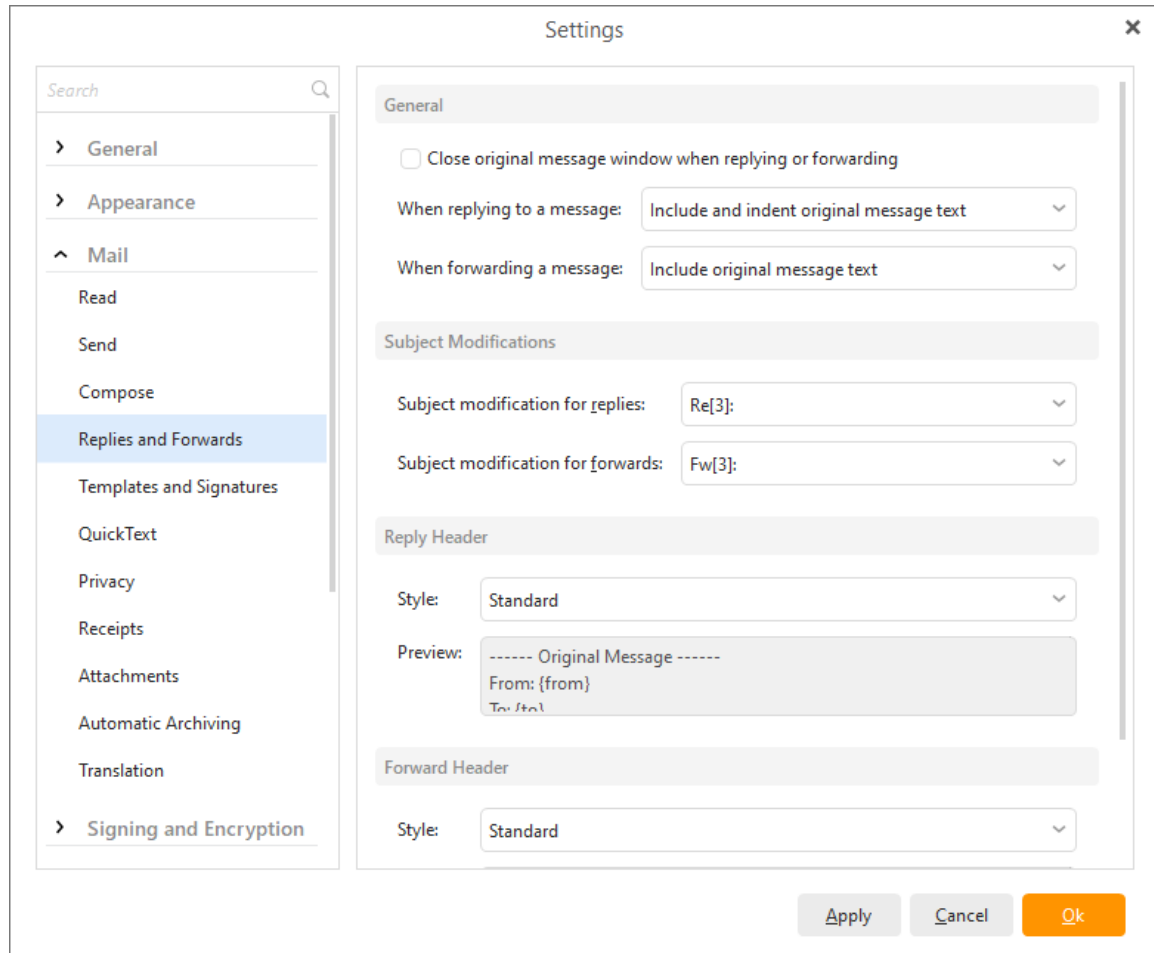 Settings
Search
General
Appearance
Mail
Read
Send
Compose
Replies and Forwards
Templates and Signatures
QuickText
Privacy
Receipts
Attachments
Automatic Archiving
Translation
Signing and Encryption
General
Close original message window when replying or forwarding
When replying to a message: Include and indent original message text
When forwarding a message: Include original message text
Subject Modifications
Subject modification for replies: Re[3]:
Subject modification for forwards: Fw[3]:
Reply Header
Style: Standard
Preview: ------ Original Message ------
From: {from}
To: {to}
Forward Header
Style: Standard
Apply Cancel Ok